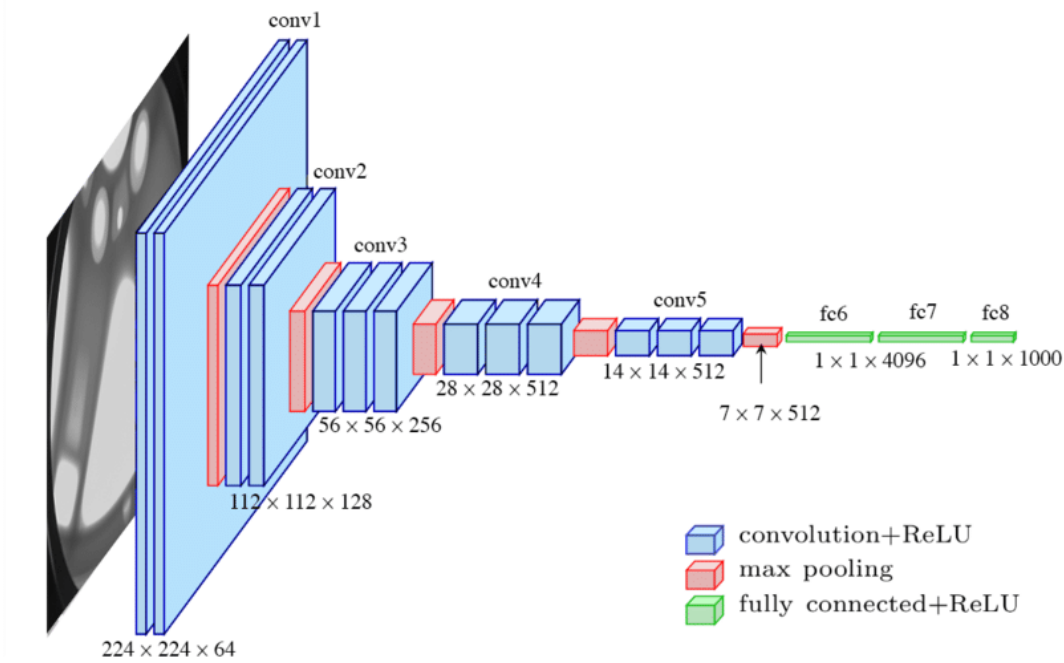 conv1
conv2
conv3
conv4
conv5
fc6
fc7
fc8
1 × 1 × 4096
1 × 1 × 1000
14 × 14 × 512
28 × 28 × 512
7 × 7 × 512
56 × 56 × 256
112 × 112 × 128
convolution+ReLU
max pooling
fully connected+ReLU
224 × 224 × 64